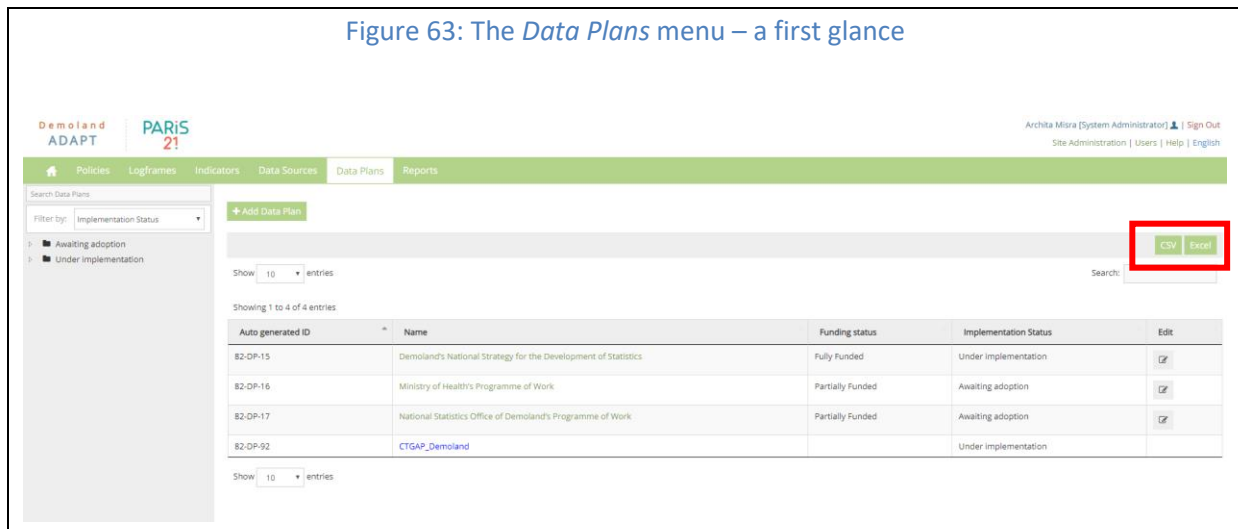 Figure 63: The Data Plans menu – a first glance
Demoland
ADAPT
PARiS
21
Archita Misra [System Administrator] | Sign Out
Site Administration | Users | Help | English
Policies Logframes Indicators Data Sources Data Plans Reports
Search Data Plans
Filter by: Implementation Status
Awaiting adoption
Under implementation
+ Add Data Plan
CSV Excel
Show 10 entries
Search:
Showing 1 to 4 of 4 entries
Auto generated ID Name Funding status Implementation Status Edit
82-DP-15 Demoland's National Strategy for the Development of Statistics Fully Funded Under implementation
82-DP-16 Ministry of Health's Programme of Work Partially Funded Awaiting adoption
82-DP-17 National Statistics Office of Demoland's Programme of Work Partially Funded Awaiting adoption
82-DP-92 CTGAP_Demoland Under implementation
Show 10 entries